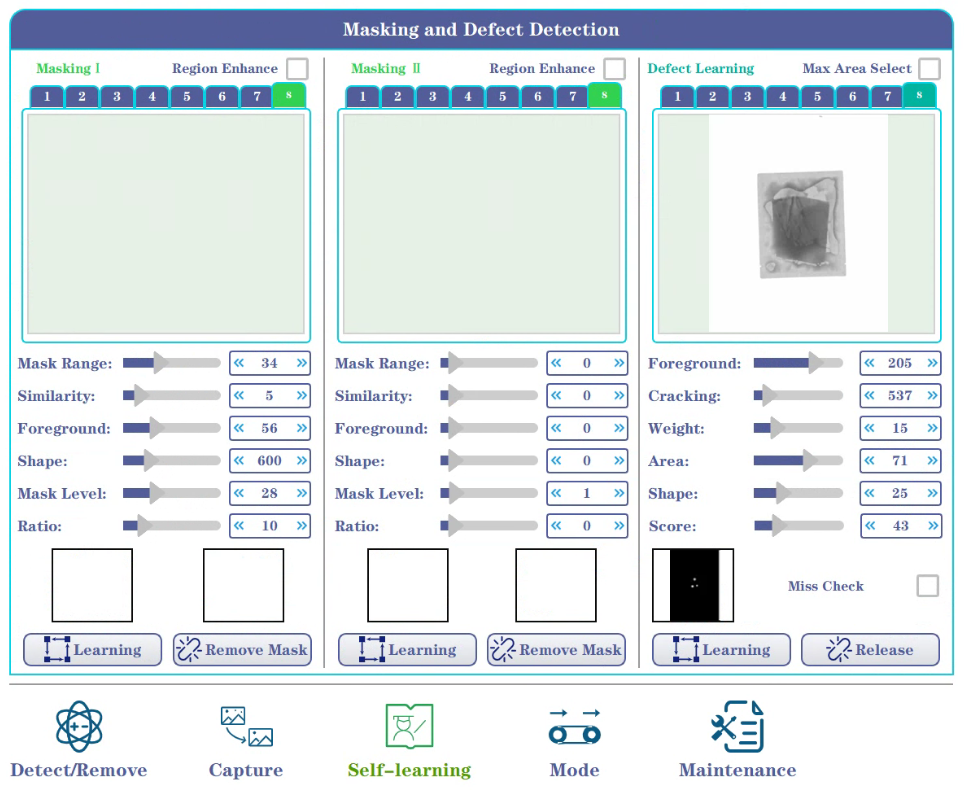 Masking and Defect Detection
Masking Ⅰ Region Enhance
1 2 3 4 5 6 7 8
Mask Range: « 34 »
Similarity: « 5 »
Foreground: « 56 »
Shape: « 600 »
Mask Level: « 28 »
Ratio: « 10 »
Learning Remove Mask
Masking Ⅱ Region Enhance
1 2 3 4 5 6 7 8
Mask Range: « 0 »
Similarity: « 0 »
Foreground: « 0 »
Shape: « 0 »
Mask Level: « 1 »
Ratio: « 0 »
Learning Remove Mask
Defect Learning Max Area Select
1 2 3 4 5 6 7 8
Foreground: « 205 »
Cracking: « 537 »
Weight: « 15 »
Area: « 71 »
Shape: « 25 »
Score: « 43 »
Miss Check
Learning Release
Detect/Remove Capture Self-learning Mode Maintenance